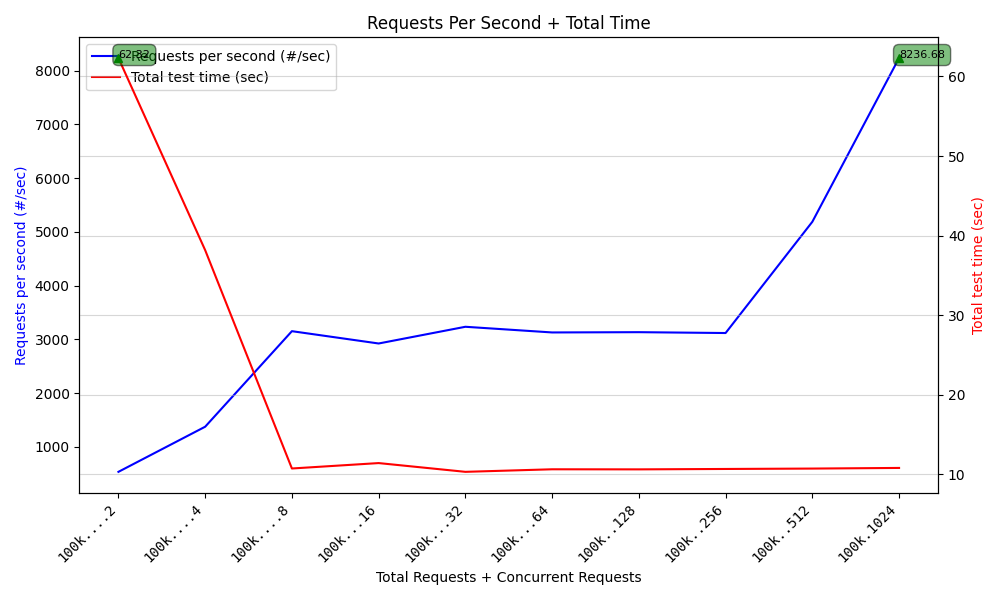 Requests Per Second + Total Time
62.82
Requests per second (#/sec)
Total test time (sec)
8236.68
8000
7000
6000
5000
4000
3000
2000
1000
Requests per second (#/sec)
60
50
40
30
20
10
Total test time (sec)
100k....2
100k....4
100k....8
100k...16
100k...32
100k...64
100k..128
100k..256
100k..512
100k.1024
Total Requests + Concurrent Requests